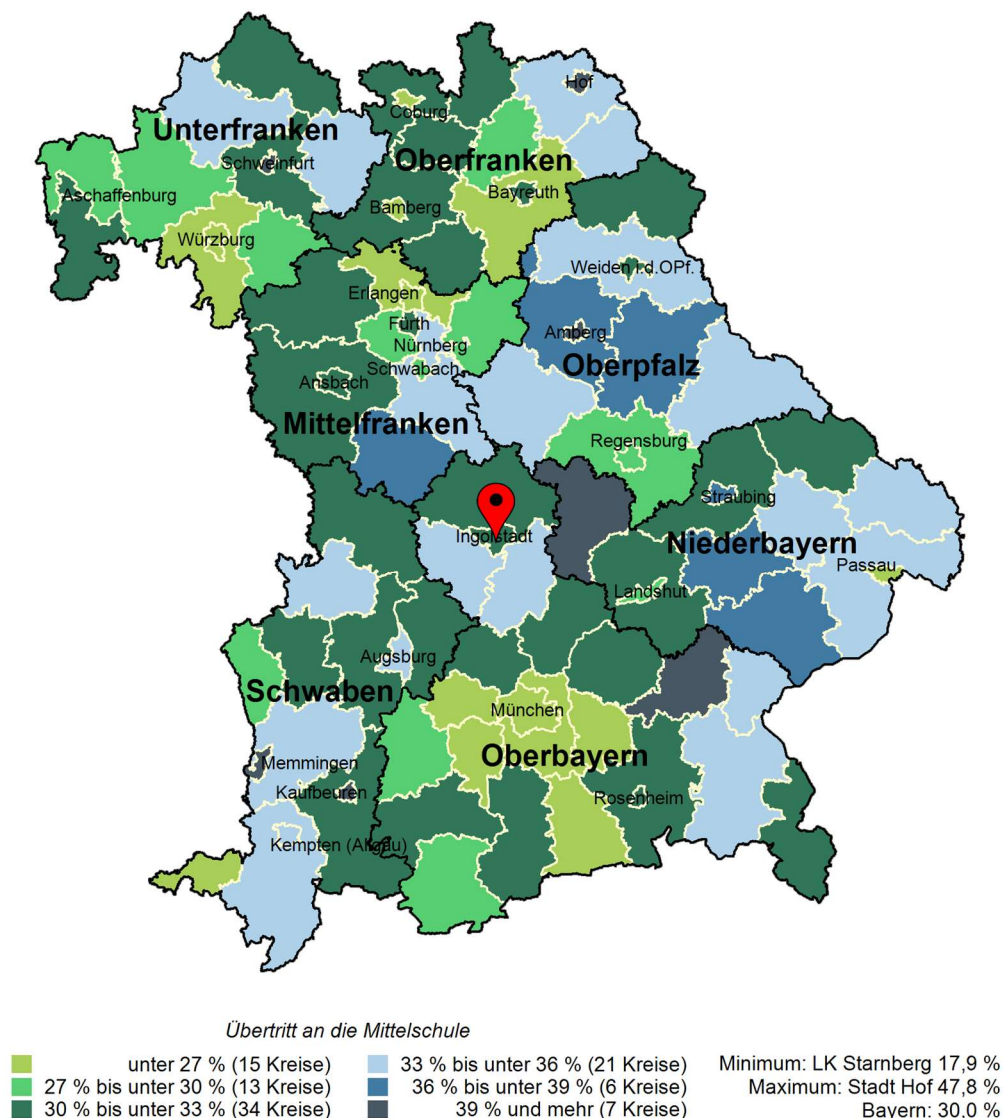 Hof
Coburg
Unterfranken
Schweinfurt
Oberfranken
Aschaffenburg
Bayreuth
Bamberg
Würzburg
Weiden i.d.OPf.
Erlangen
Fürth
Amberg
Nürnberg
Oberpfalz
Schwabach
Ansbach
Mittelfranken
Regensburg
Straubing
Ingolstadt
Niederbayern
Passau
Landshut
Augsburg
Schwaben
München
Oberbayern
Memmingen
Kaufbeuren
Rosenheim
Kempten (Allgäu)
Übertritt an die Mittelschule
unter 27 % (15 Kreise)
27 % bis unter 30 % (13 Kreise)
30 % bis unter 33 % (34 Kreise)
33 % bis unter 36 % (21 Kreise)
36 % bis unter 39 % (6 Kreise)
39 % und mehr (7 Kreise)
Minimum: LK Starnberg 17,9 %
Maximum: Stadt Hof 47,8 %
Bayern: 30,0 %